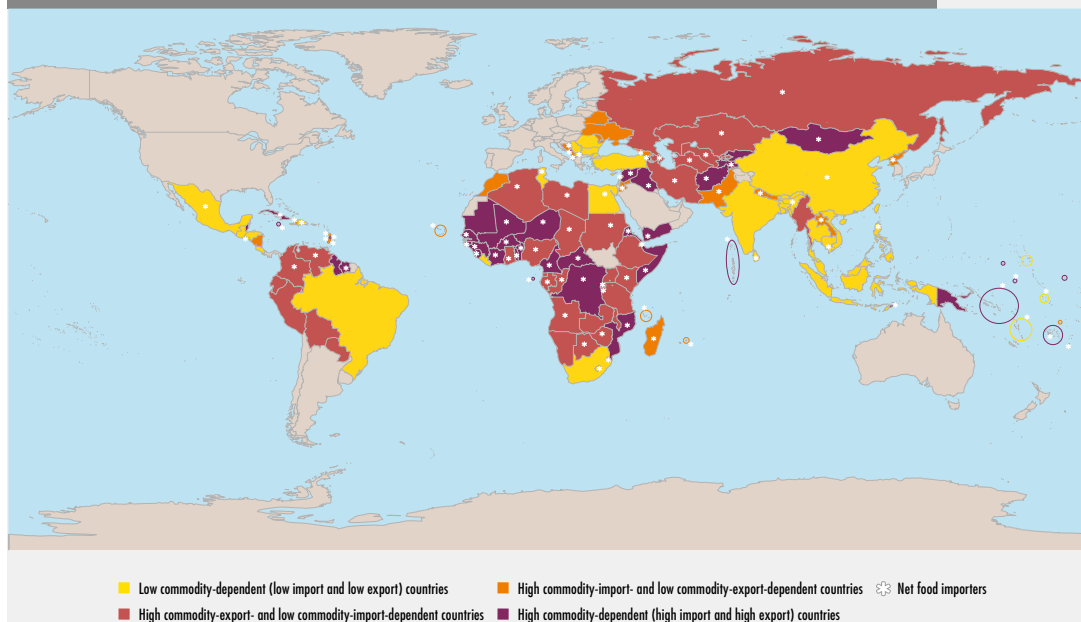 Low commodity-dependent (low import and low export) countries
High commodity-import- and low commodity-export-dependent countries
Net food importers
High commodity-export- and low commodity-import-dependent countries
High commodity-dependent (high import and high export) countries